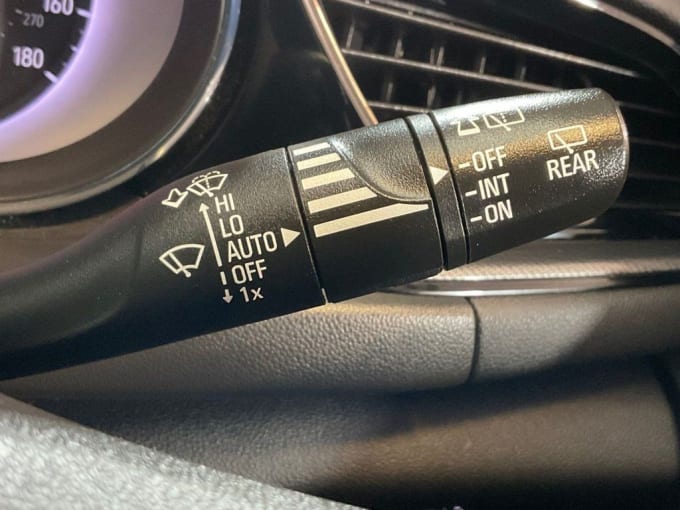 160
270
180
HI
LO
AUTO
OFF
1x
-OFF
-INT
-ON
REAR